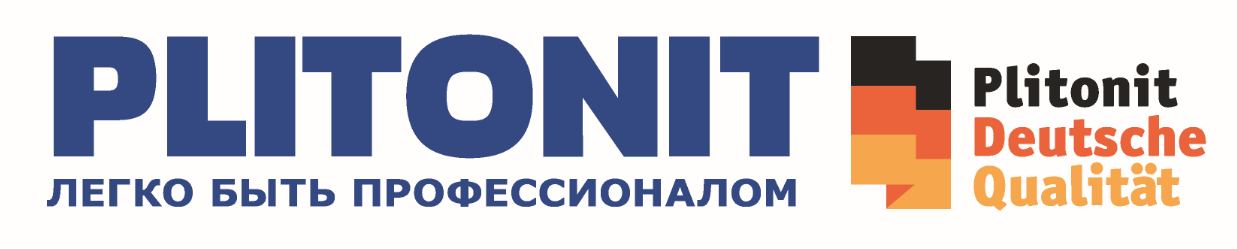 PLITONIT
ЛЕГКО БЫТЬ ПРОФЕССИОНАЛОМ
Plitonit
Deutsche
Qualität